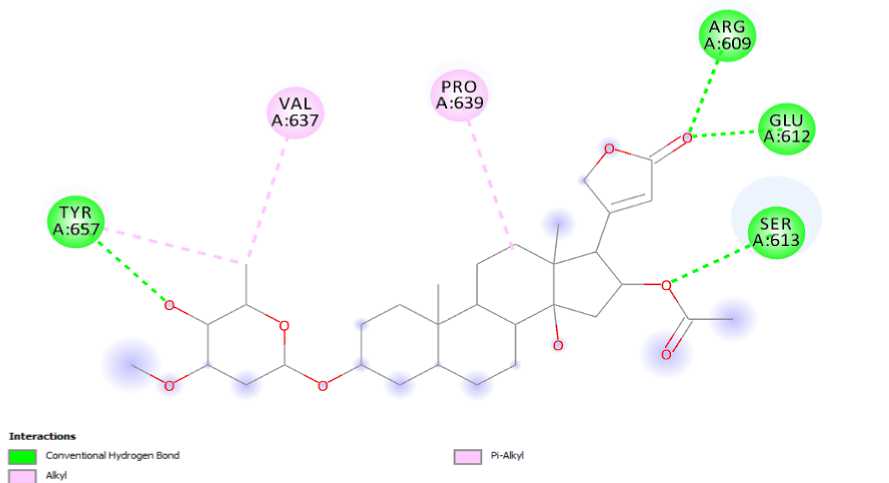 ARG
A:609
GLU
A:612
SER
A:613
PRO
A:639
VAL
A:637
TYR
A:657
O
O
O
O
O
O
O
O
O
Interactions
Conventional Hydrogen Bond
Alkyl
Pi-Alkyl